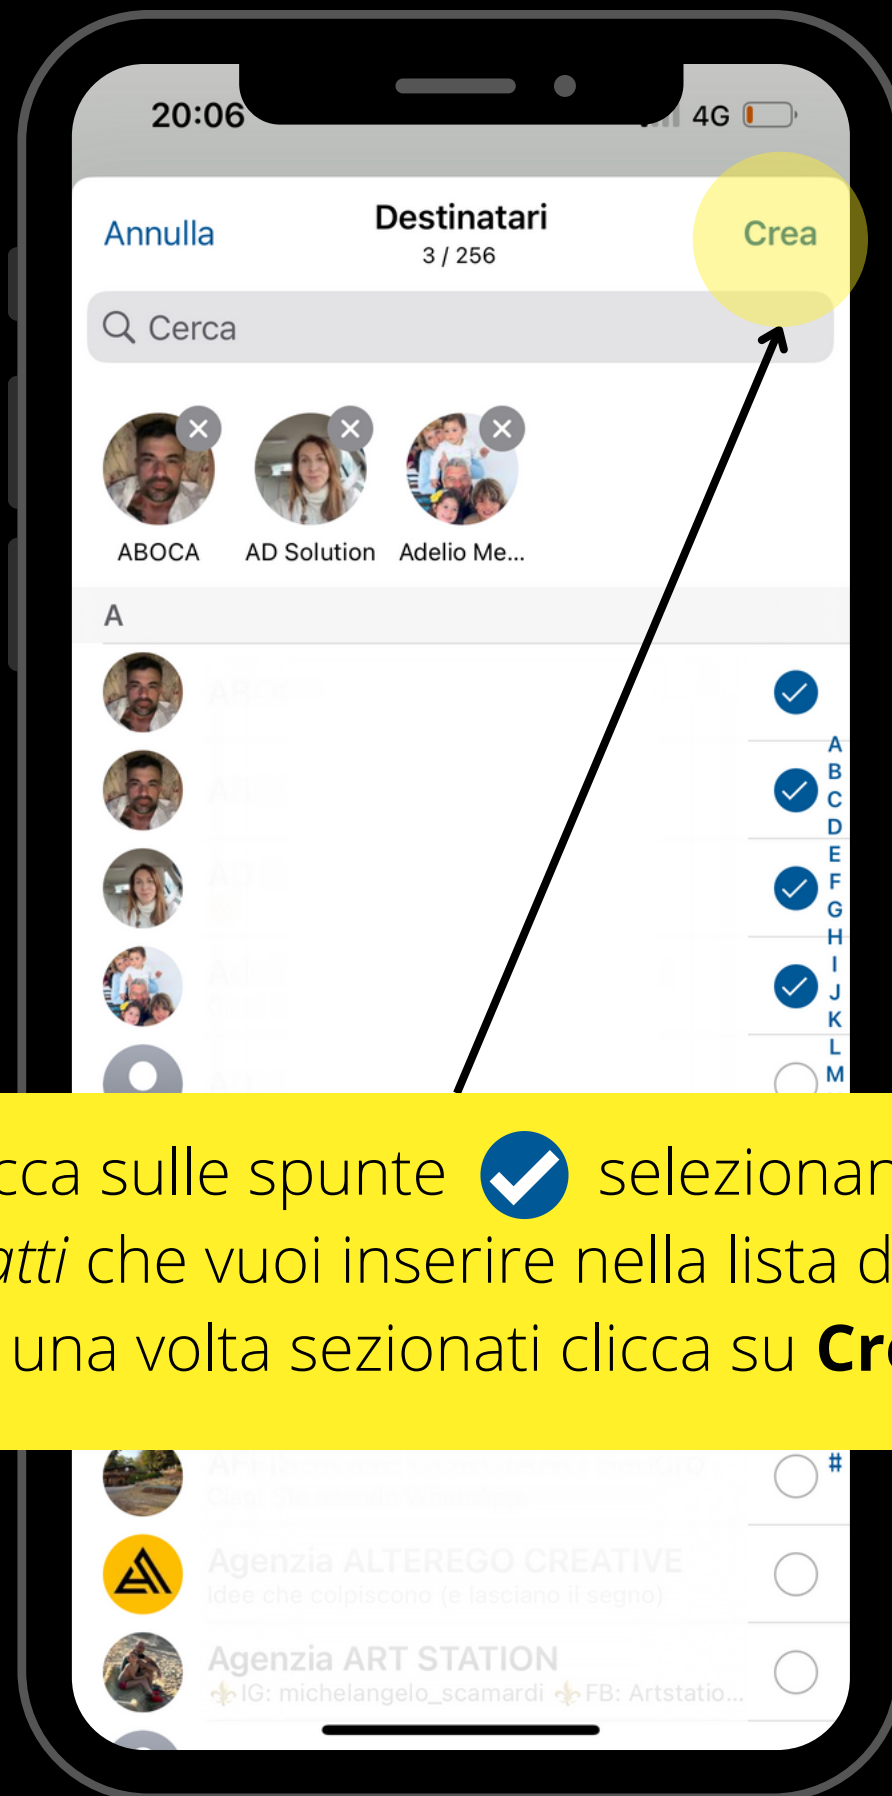 20:06
4G
Annulla
Destinatari
Crea
3 / 256
Cerca
ABOCA
AD Solution
Adelio Me...
A
A
B
C
D
E
F
G
H
I
J
K
L
M
cca sulle spunte selezionan
atti che vuoi inserire nella lista d
una volta sezionati clicca su Cre
#
Agenzia ALTEREGO CREATIVE
Idee che colpiscono (e lasciano il segno)
Agenzia ART STATION
IG: michelangelo_scamardi FB: Artstatio...